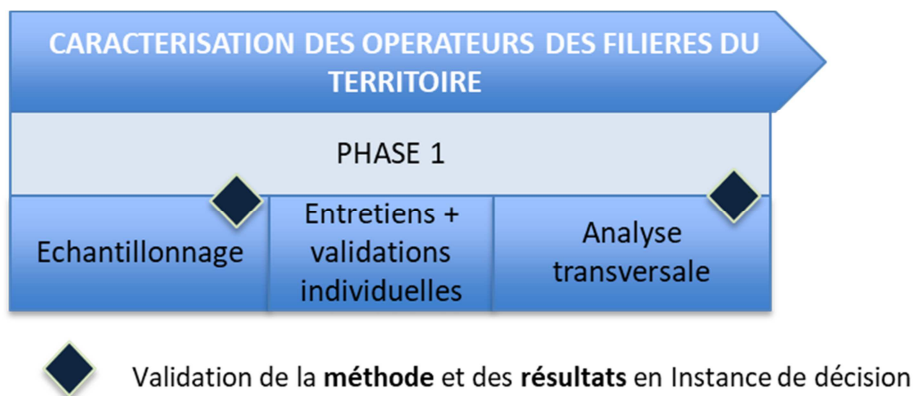 CARACTERISATION DES OPERATEURS DES FILIERES DU
TERRITOIRE
PHASE 1
Echantillonnage
Entretiens +
validations
individuelles
Analyse
transversale
Validation de la méthode et des résultats en Instance de décision